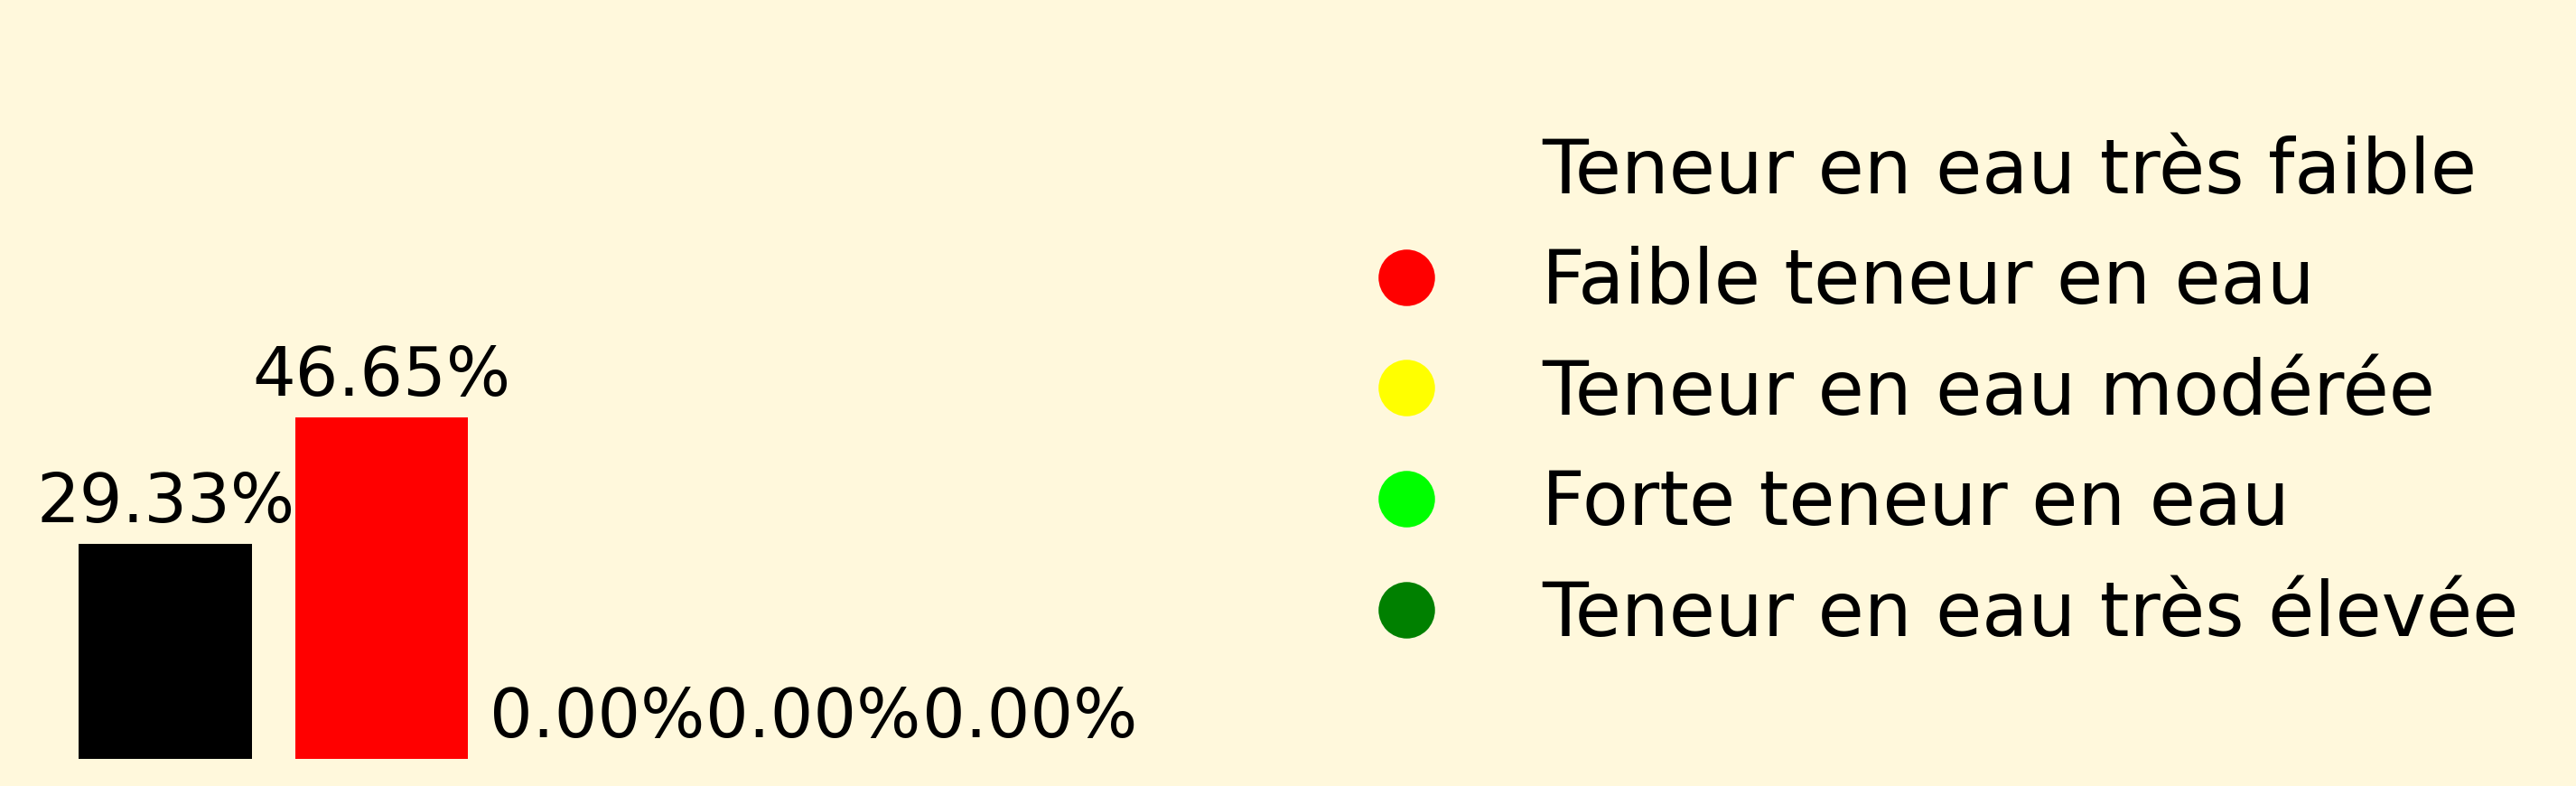 46.65%
29.33%
0.00%0.00%0.00%
Teneur en eau très faible
Faible teneur en eau
Teneur en eau modérée
Forte teneur en eau
Teneur en eau très élevée